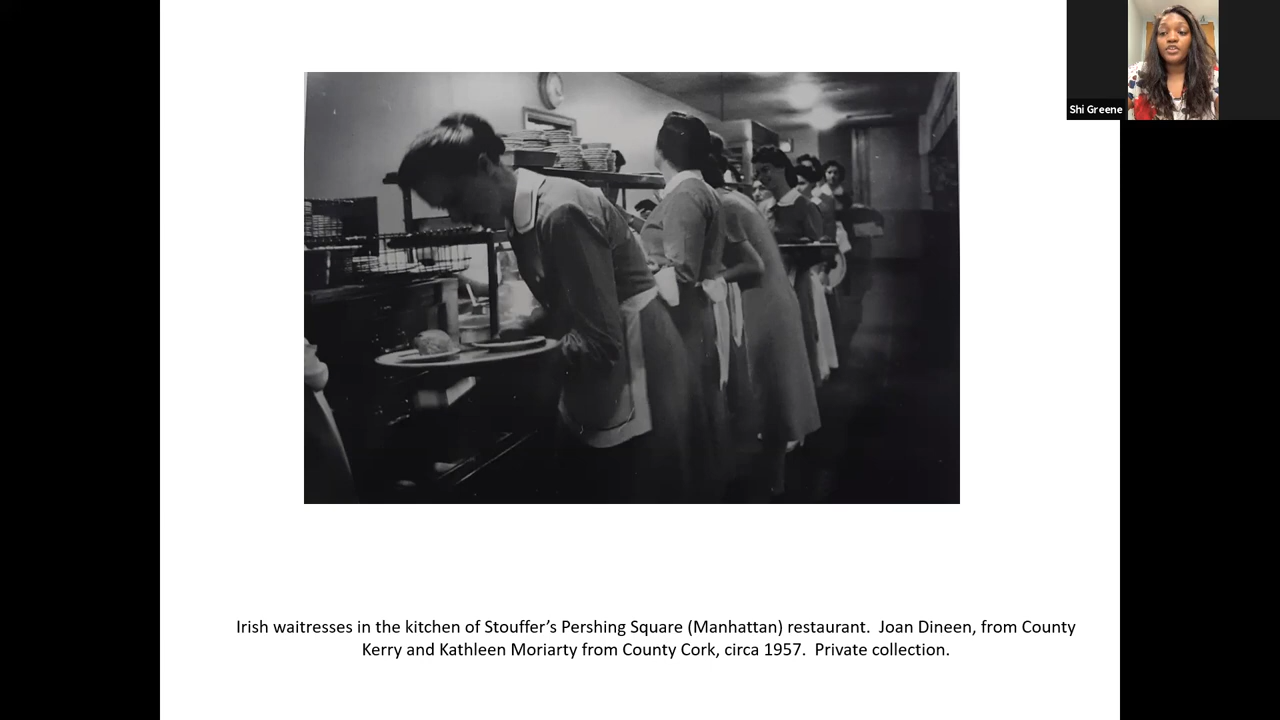 Shi Greene
Irish waitresses in the kitchen of Stouffer’s Pershing Square (Manhattan) restaurant.  Joan Dineen, from County
Kerry and Kathleen Moriarty from County Cork, circa 1957.  Private collection.